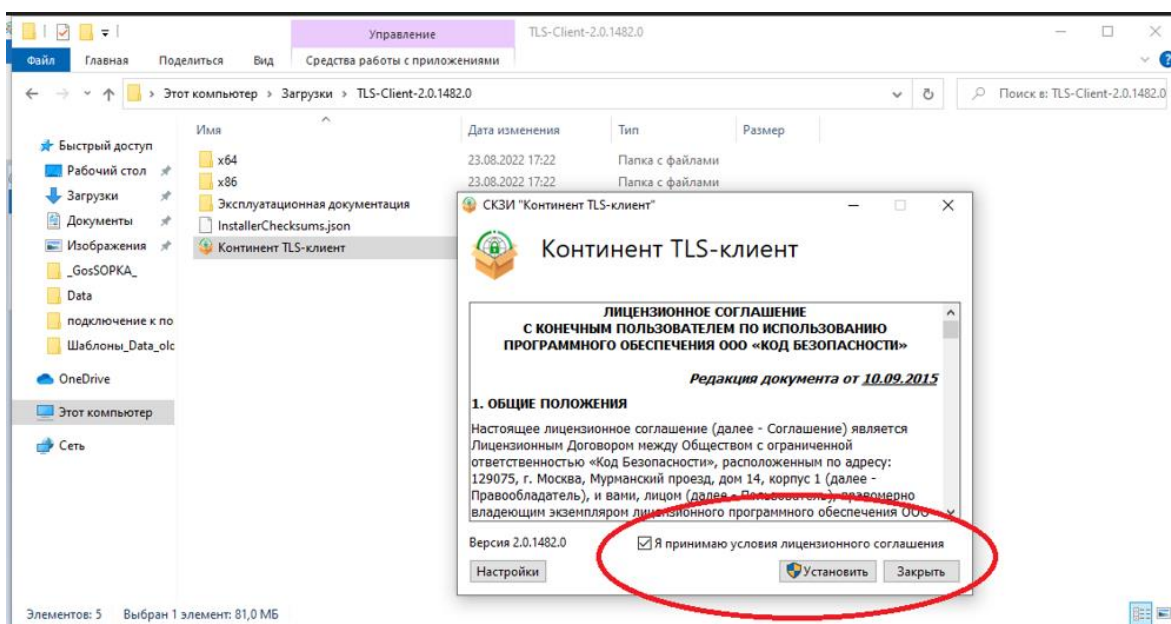 Управление
TLS-Client-2.0.1482.0
Файл Главная Поделиться Вид Средства работы с приложениями
Этот компьютер › Загрузки › TLS-Client-2.0.1482.0
Поиск в: TLS-Client-2.0.1482.0
Имя Дата изменения Тип Размер
Быстрый доступ
Рабочий стол
Загрузки
Документы
Изображения
_GosSOPKA_
Data
подключение к по
Шаблоны_Data_olc
OneDrive
Этот компьютер
Сеть
x64 23.08.2022 17:22 Папка с файлами
x86 23.08.2022 17:22 Папка с файлами
Эксплуатационная документация
InstallerChecksums.json
Континент TLS-клиент
СКЗИ "Континент TLS-клиент"
Континент TLS-клиент
ЛИЦЕНЗИОННОЕ СОГЛАШЕНИЕ
С КОНЕЧНЫМ ПОЛЬЗОВАТЕЛЕМ ПО ИСПОЛЬЗОВАНИЮ
ПРОГРАММНОГО ОБЕСПЕЧЕНИЯ ООО «КОД БЕЗОПАСНОСТИ»
Редакция документа от 10.09.2015
1. ОБЩИЕ ПОЛОЖЕНИЯ
Настоящее лицензионное соглашение (далее - Соглашение) является
Лицензионным Договором между Обществом с ограниченной
ответственностью «Код Безопасности», расположенным по адресу:
129075, г. Москва, Мурманский проезд, дом 14, корпус 1 (далее -
Правообладатель), и вами, лицом (далее - Пользователь), правомерно
владеющим экземпляром лицензионного программного обеспечения ООО
Версия 2.0.1482.0
Я принимаю условия лицензионного соглашения
Настройки Установить Закрыть
Элементов: 5 Выбран 1 элемент: 81,0 МБ